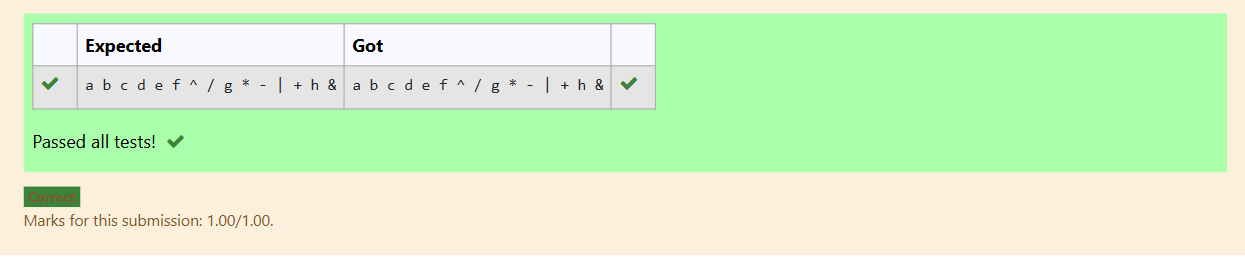 Expected Got
a b c d e f ^ / g * - | + h & a b c d e f ^ / g * - | + h &
Passed all tests!
Correct
Marks for this submission: 1.00/1.00.